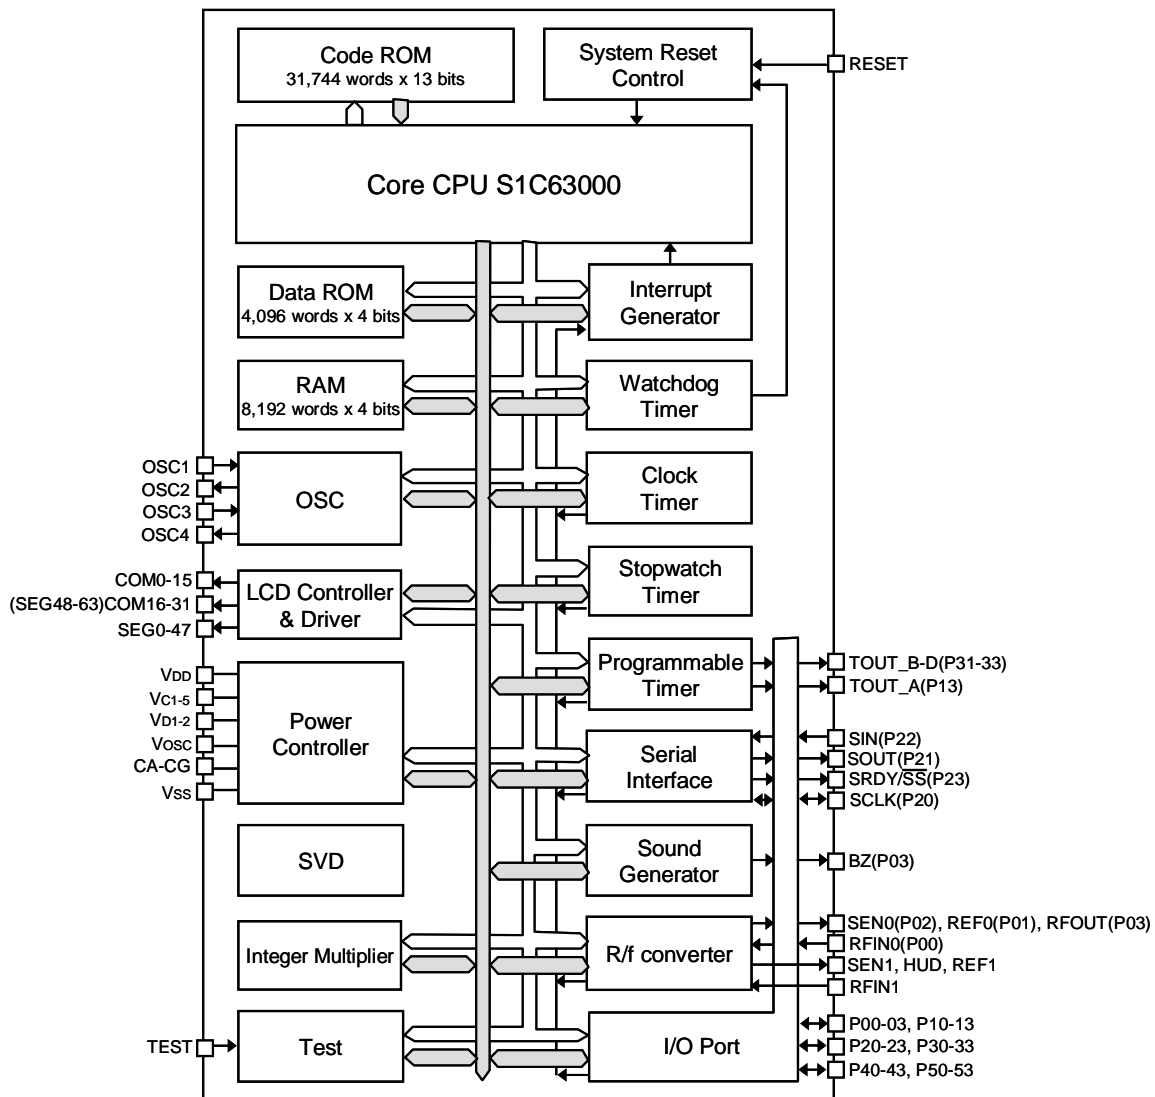 Code ROM
31,744 words x 13 bits
System Reset
Control
RESET
Core CPU S1C63000
Data ROM
4,096 words x 4 bits
Interrupt
Generator
RAM
8,192 words x 4 bits
Watchdog
Timer
OSC1
OSC2
OSC3
OSC4
OSC
Clock
Timer
COM0-15
(SEG48-63)COM16-31
SEG0-47
LCD Controller
& Driver
Stopwatch
Timer
VDD
VC1-5
VD1-2
VOSC
CA-CG
VSS
Power
Controller
Programmable
Timer
TOUT_B-D(P31-33)
TOUT_A(P13)
Serial
Interface
SIN(P22)
SOUT(P21)
SRDY/SS(P23)
SCLK(P20)
SVD
Sound
Generator
BZ(P03)
Integer Multiplier
R/f converter
SEN0(P02), REF0(P01), RFOUT(P03)
RFIN0(P00)
SEN1, HUD, REF1
RFIN1
TEST
Test
I/O Port
P00-03, P10-13
P20-23, P30-33
P40-43, P50-53